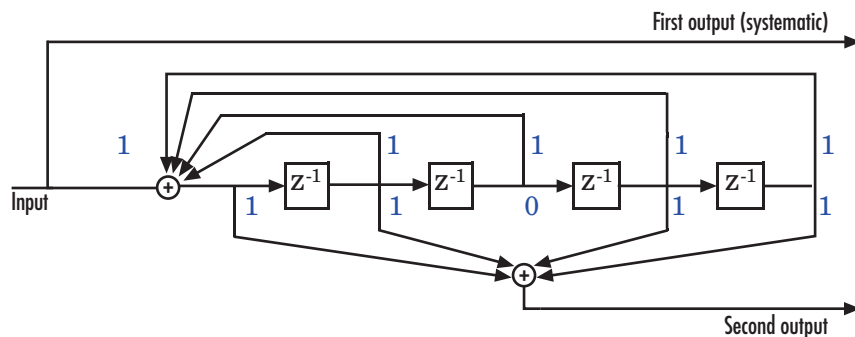 First output (systematic)
1 1 1 1 1
z-1 z-1 z-1 z-1
Input
1 1 0 1 1
Second output